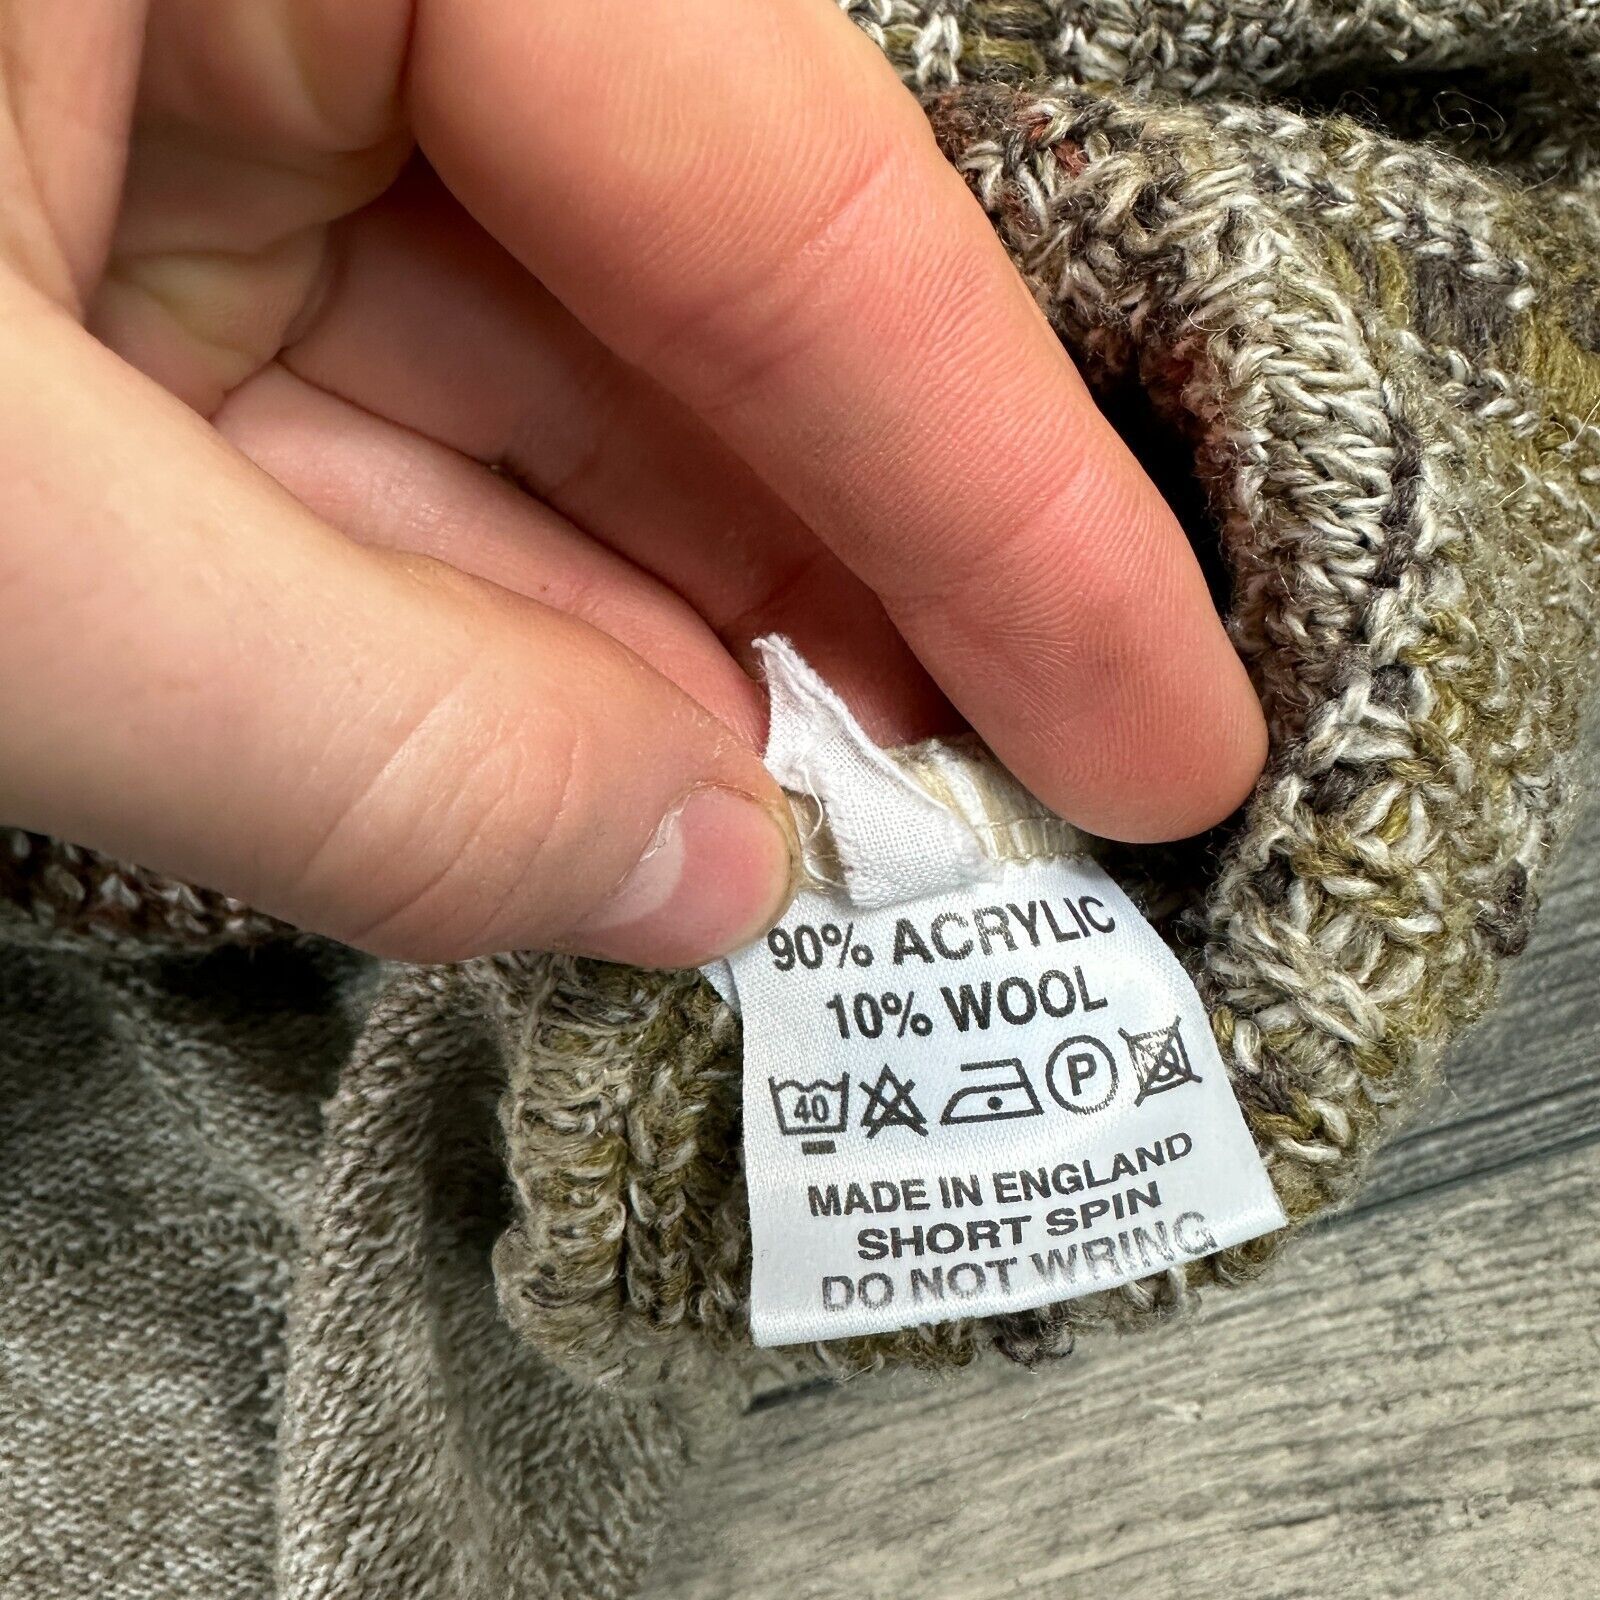 90% ACRYLIC
10% WOOL
40 P
MADE IN ENGLAND
SHORT SPIN
DO NOT WRING